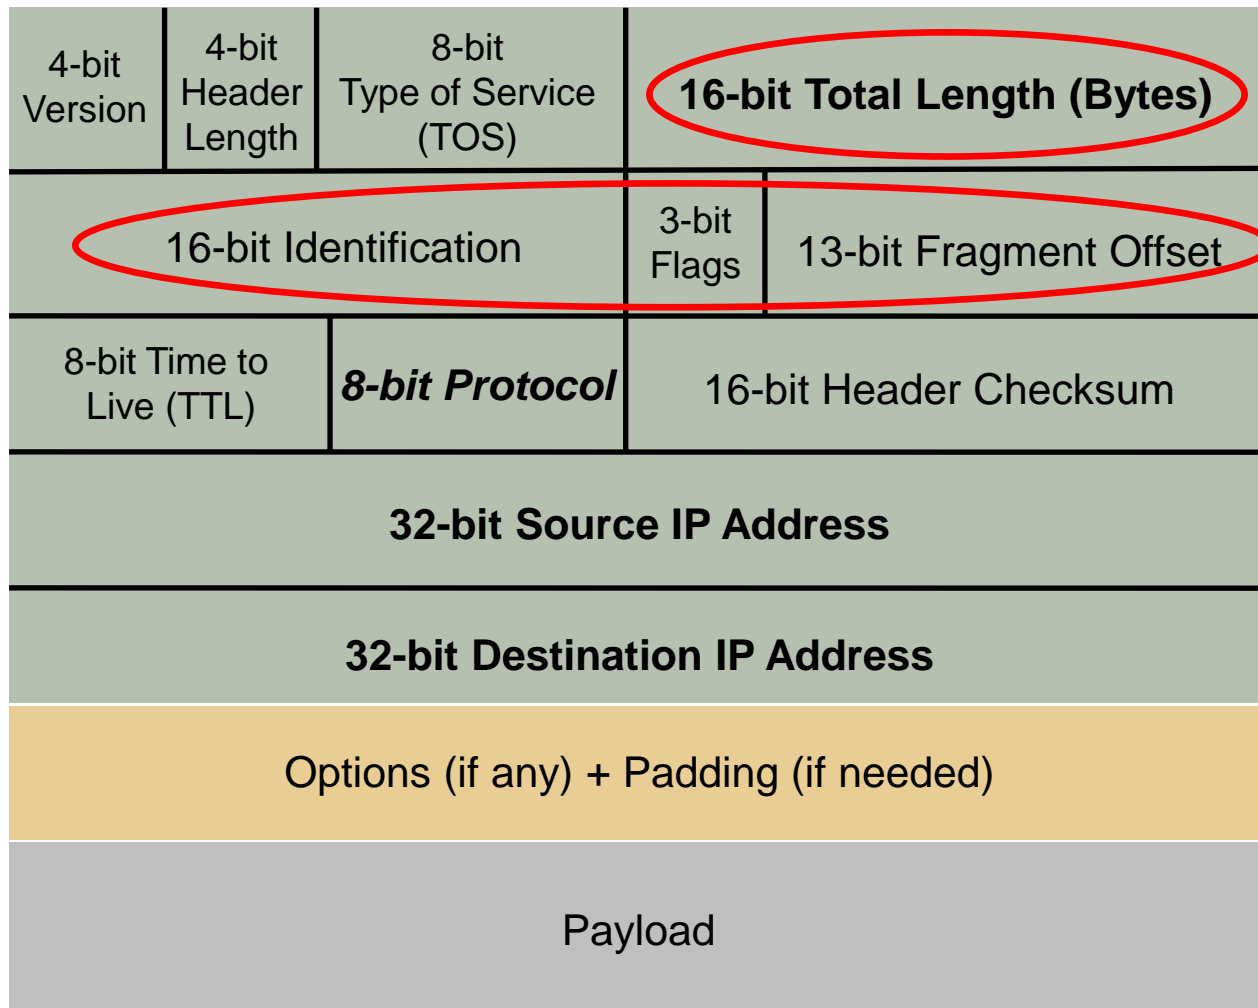 4-bit
Version
4-bit
Header
Length
8-bit
Type of Service
(TOS)
16-bit Total Length (Bytes)
16-bit Identification
3-bit
Flags
13-bit Fragment Offset
8-bit Time to
Live (TTL)
8-bit Protocol
16-bit Header Checksum
32-bit Source IP Address
32-bit Destination IP Address
Options (if any) + Padding (if needed)
Payload